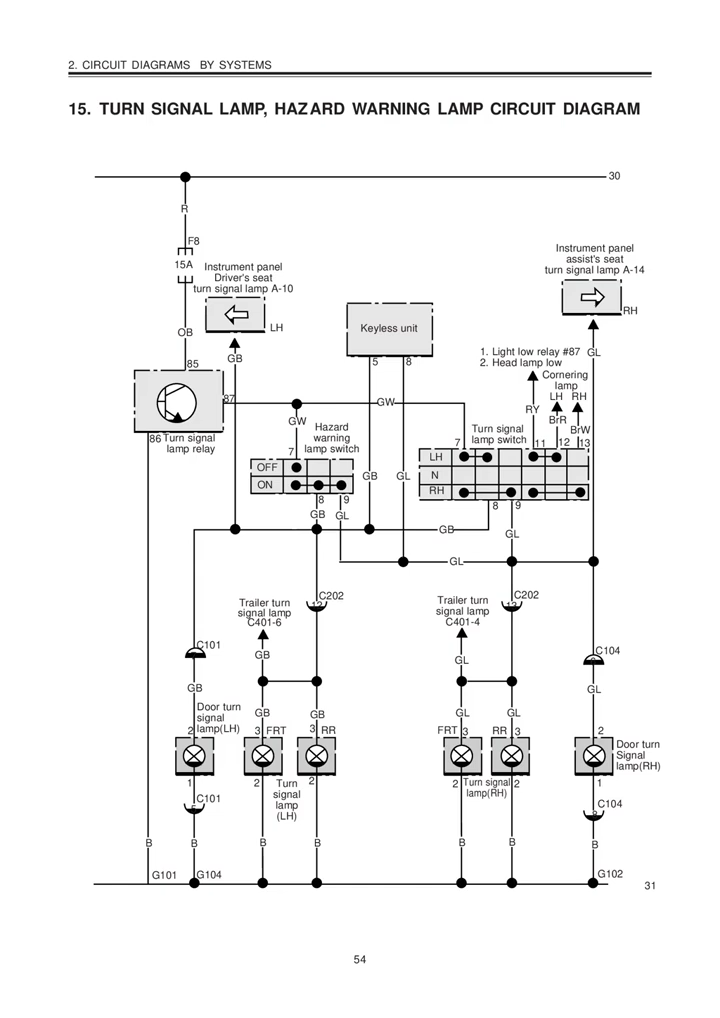 2. CIRCUIT DIAGRAMS BY SYSTEMS
15. TURN SIGNAL LAMP, HAZARD WARNING LAMP CIRCUIT DIAGRAM
30
R
F8
15A
Instrument panel
Driver's seat
turn signal lamp A-10
LH
OB
GB
85
Instrument panel
assist's seat
turn signal lamp A-14
RH
Keyless unit
5
8
1. Light low relay #87
2. Head lamp low
GL
Cornering
lamp
LH RH
RY
BrR
BrW
87
GW
GW
86
Turn signal
lamp relay
Hazard
warning
lamp switch
7
OFF
ON
8
9
GB
GL
GB
GL
Turn signal
lamp switch
7
11
12
13
LH
N
RH
8
9
GB
GL
GL
C202
12
C202
13
Trailer turn
signal lamp
C401-6
Trailer turn
signal lamp
C401-4
C101
C104
GB
GL
GB
GL
Door turn
signal
lamp(LH)
2
GB
GB
3 FRT
3 RR
GL
GL
FRT 3
RR 3
2
Door turn
Signal
lamp(RH)
1
2
Turn
signal
lamp
(LH)
2
2
Turn signal
lamp(RH)
2
1
C101
5
C104
B
B
B
B
B
B
B
G101
G104
G102
31
54